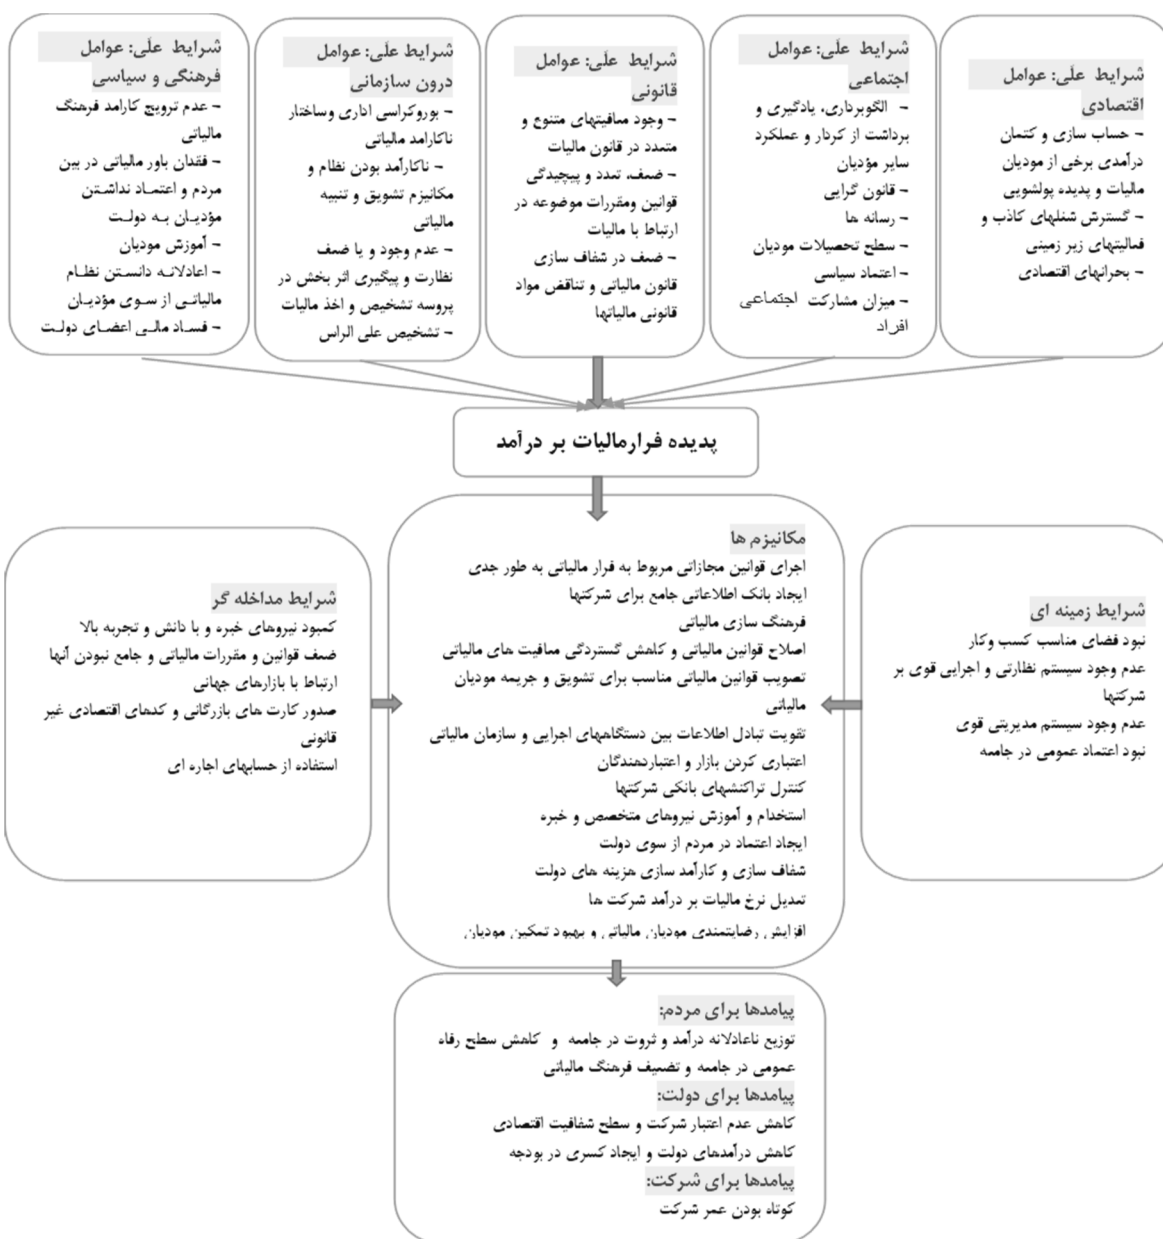 شرایط علّی: عوامل
اقتصادی
– حساب سازی و کتمان
درآمدی برخی از مودیان
مالیات و پدیده پولشویی
– گسترش شغلهای کاذب و
فعالیتهای زیر زمینی
– بحرانهای اقتصادی
شرایط علّی: عوامل
اجتماعی
– الگوبرداری، یادگیری و
برداشت از کردار و عملکرد
سایر مؤدیان
– قانون گرایی
– رسانه ها
– سطح تحصیلات مودیان
– اعتماد سیاسی
– میزان مشارکت اجتماعی
افراد
شرایط علّی: عوامل
قانونی
– وجود معافیتهای متنوع و
متعدد در قانون مالیات
– ضعف، تعدد و پیچیدگی
قوانین ومقررات موضوعه در
ارتباط با مالیات
– ضعف در شفاف سازی
قانون مالیاتی و تناقض مواد
قانونی مالیاتها
شرایط علّی: عوامل
درون سازمانی
– بوروکراسی اداری وساختار
ناکارامد مالیاتی
– ناکارآمد بودن نظام و
مکانیزم تشویق و تنبیه
مالیاتی
– عدم وجود و یا ضعف
نظارت و پیگیری اثر بخش در
پروسه تشخیص و اخذ مالیات
– تشخیص علی الراس
شرایط علّی: عوامل
فرهنگی و سیاسی
– عدم ترویج کارامد فرهنگ
مالیاتی
– فقدان باور مالیاتی در بین
مردم و اعتماد نداشتن
مؤدیان به دولت
– آموزش مودیان
– اعادلانه دانستن نظام
مالیاتی از سوی مؤدیان
– فساد مالی اعضای دولت
پدیده فرارمالیات بر درآمد
شرایط زمینه ای
نبود فضای مناسب کسب وکار
عدم وجود سیستم نظارتی و اجرایی قوی بر
شرکتها
عدم وجود سیستم مدیریتی قوی
نبود اعتماد عمومی در جامعه
مکانیزم ها
اجرای قوانین مجازاتی مربوط به فرار مالیاتی به طور جدی
ایجاد بانک اطلاعاتی جامع برای شرکتها
فرهنگ سازی مالیاتی
اصلاح قوانین مالیاتی و کاهش گستردگی معافیت های مالیاتی
تصویب قوانین مالیاتی مناسب برای تشویق و جریمه مودیان
مالیاتی
تقویت تبادل اطلاعات بین دستگاههای اجرایی و سازمان مالیاتی
اعتباری کردن بازار و اعتباردهندگان
کنترل تراکنشهای بانکی شرکتها
استخدام و آموزش نیروهای متخصص و خبره
ایجاد اعتماد در مردم از سوی دولت
شفاف سازی و کارآمد سازی هزینه های دولت
تعدیل نرخ مالیات بر درآمد شرکت ها
افزایش رضایتمندی مودیان مالیاتی و بهبود تمکین مودیان
شرایط مداخله گر
کمبود نیروهای خبره و با دانش و تجربه بالا
ضعف قوانین و مقررات مالیاتی و جامع نبودن آنها
ارتباط با بازارهای جهانی
صدور کارت های بازرگانی و کدهای اقتصادی غیر
قانونی
استفاده از حسابهای اجاره ای
پیامدها برای مردم:
توزیع ناعادلانه درآمد و ثروت در جامعه و کاهش سطح رفاه
عمومی در جامعه و تضعیف فرهنگ مالیاتی
پیامدها برای دولت:
کاهش عدم اعتبار شرکت و سطح شفافیت اقتصادی
کاهش درآمدهای دولت و ایجاد کسری در بودجه
پیامدها برای شرکت:
کوتاه بودن عمر شرکت